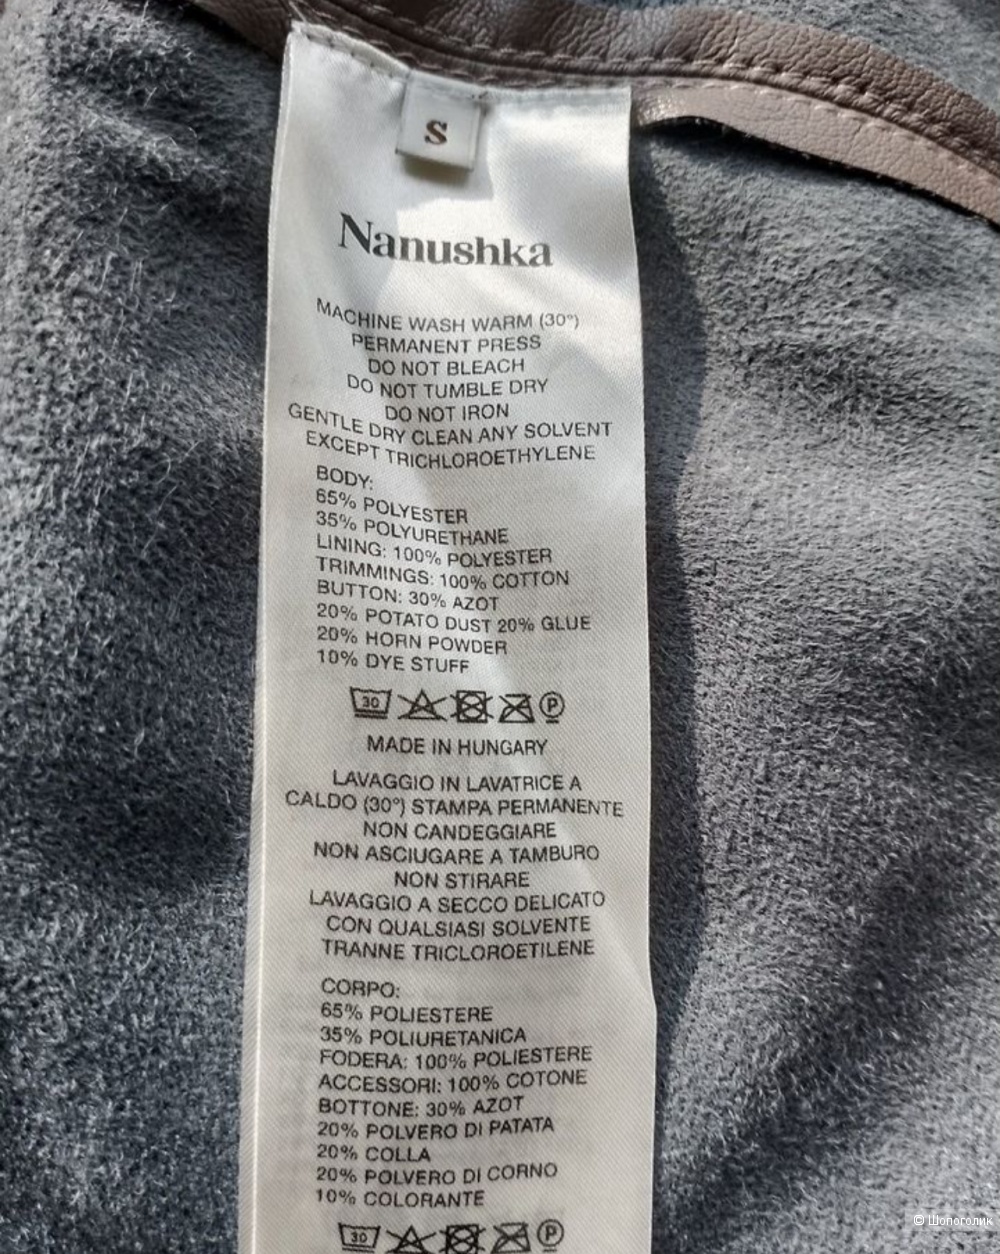 S
Nanushka
MACHINE WASH WARM (30°)
PERMANENT PRESS
DO NOT BLEACH
DO NOT TUMBLE DRY
DO NOT IRON
GENTLE DRY CLEAN ANY SOLVENT
EXCEPT TRICHLOROETHYLENE
BODY:
65% POLYESTER
35% POLYURETHANE
LINING: 100% POLYESTER
TRIMMINGS: 100% COTTON
BUTTON: 30% AZOT
20% POTATO DUST 20% GLUE
20% HORN POWDER
10% DYE STUFF
30 P
MADE IN HUNGARY
LAVAGGIO IN LAVATRICE A
CALDO (30°) STAMPA PERMANENTE
NON CANDEGGIARE
NON ASCIUGARE A TAMBURO
NON STIRARE
LAVAGGIO A SECCO DELICATO
CON QUALSIASI SOLVENTE
TRANNE TRICLOROETILENE
CORPO:
65% POLIESTERE
35% POLIURETANICA
FODERA: 100% POLIESTERE
ACCESSORI: 100% COTONE
BOTTONE: 30% AZOT
20% POLVERO DI PATATA
20% COLLA
20% POLVERO DI CORNO
10% COLORANTE
30 P
© Шопоголик